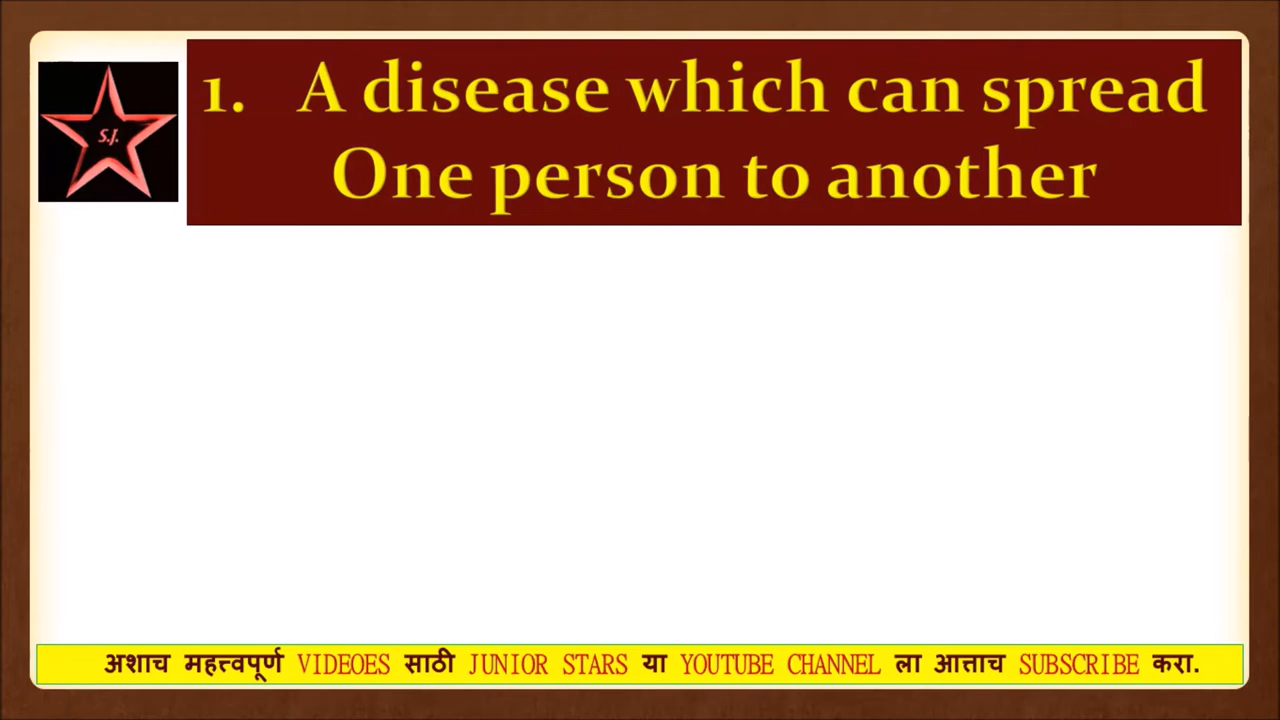 S.J.
1. A disease which can spread
One person to another
अशाच महत्त्वपूर्ण VIDEOES साठी JUNIOR STARS या YOUTUBE CHANNEL ला आत्ताच SUBSCRIBE करा.